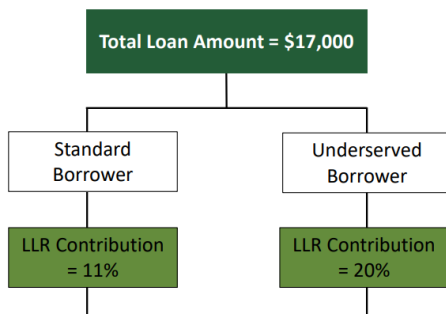 Total Loan Amount = $17,000
Standard
Borrower
Underserved
Borrower
LLR Contribution
= 11%
LLR Contribution
= 20%